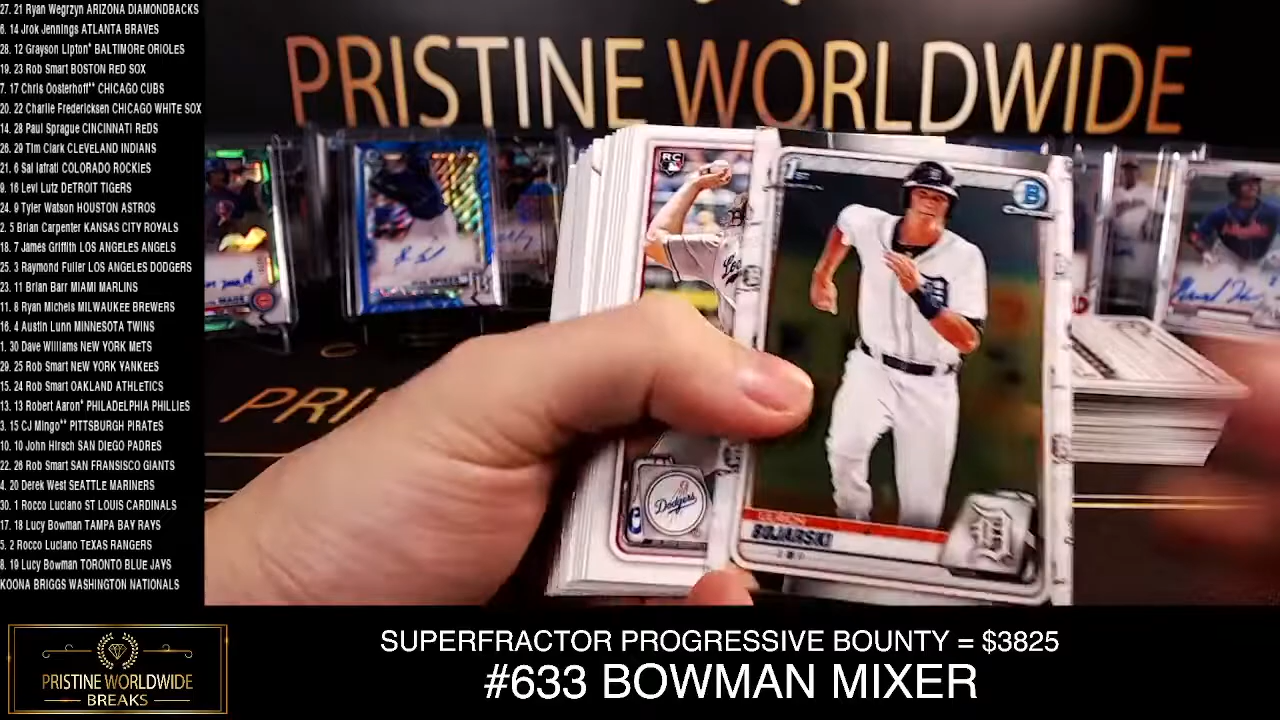 27. 21 Ryan Wegrzyn ARIZONA DIAMONDBACKS
6. 14 Jrok Jennings ATLANTA BRAVES
28. 12 Grayson Lipton* BALTIMORE ORIOLES
19. 23 Rob Smart BOSTON RED SOX
7. 17 Chris Oosterhoff** CHICAGO CUBS
20. 22 Charlie Fredericksen CHICAGO WHITE SOX
14. 28 Paul Sprague CINCINNATI REDS
26. 29 Tim Clark CLEVELAND INDIANS
21. 6 Sal Iafrati COLORADO ROCKIES
9. 16 Levi Lutz DETROIT TIGERS
24. 9 Tyler Watson HOUSTON ASTROS
2. 5 Brian Carpenter KANSAS CITY ROYALS
18. 7 James Griffith LOS ANGELES ANGELS
25. 3 Raymond Fuller LOS ANGELES DODGERS
23. 11 Brian Barr MIAMI MARLINS
11. 8 Ryan Michels MILWAUKEE BREWERS
16. 4 Austin Lunn MINNESOTA TWINS
1. 30 Dave Williams NEW YORK METS
29. 25 Rob Smart NEW YORK YANKEES
15. 24 Rob Smart OAKLAND ATHLETICS
13. 13 Robert Aaron* PHILADELPHIA PHILLIES
3. 15 CJ Mingo** PITTSBURGH PIRATES
10. 10 John Hirsch SAN DIEGO PADRES
22. 26 Rob Smart SAN FRANSISCO GIANTS
4. 20 Derek West SEATTLE MARINERS
30. 1 Rocco Luciano ST LOUIS CARDINALS
17. 18 Lucy Bowman TAMPA BAY RAYS
5. 2 Rocco Luciano TEXAS RANGERS
8. 19 Lucy Bowman TORONTO BLUE JAYS
KOONA BRIGGS WASHINGTON NATIONALS
PRISTINE WORLDWIDE
RC
B
BOJARSKI
Dodgers
PRI
PRISTINE WORLDWIDE
BREAKS
SUPERFRACTOR PROGRESSIVE BOUNTY = $3825
#633 BOWMAN MIXER